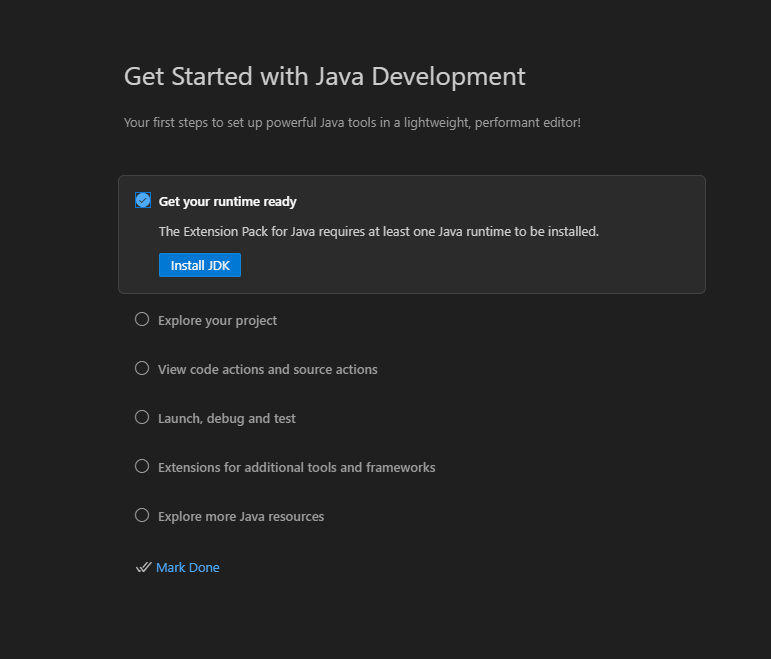 Get Started with Java Development
Your first steps to set up powerful Java tools in a lightweight, performant editor!
Get your runtime ready
The Extension Pack for Java requires at least one Java runtime to be installed.
Install JDK
Explore your project
View code actions and source actions
Launch, debug and test
Extensions for additional tools and frameworks
Explore more Java resources
Mark Done